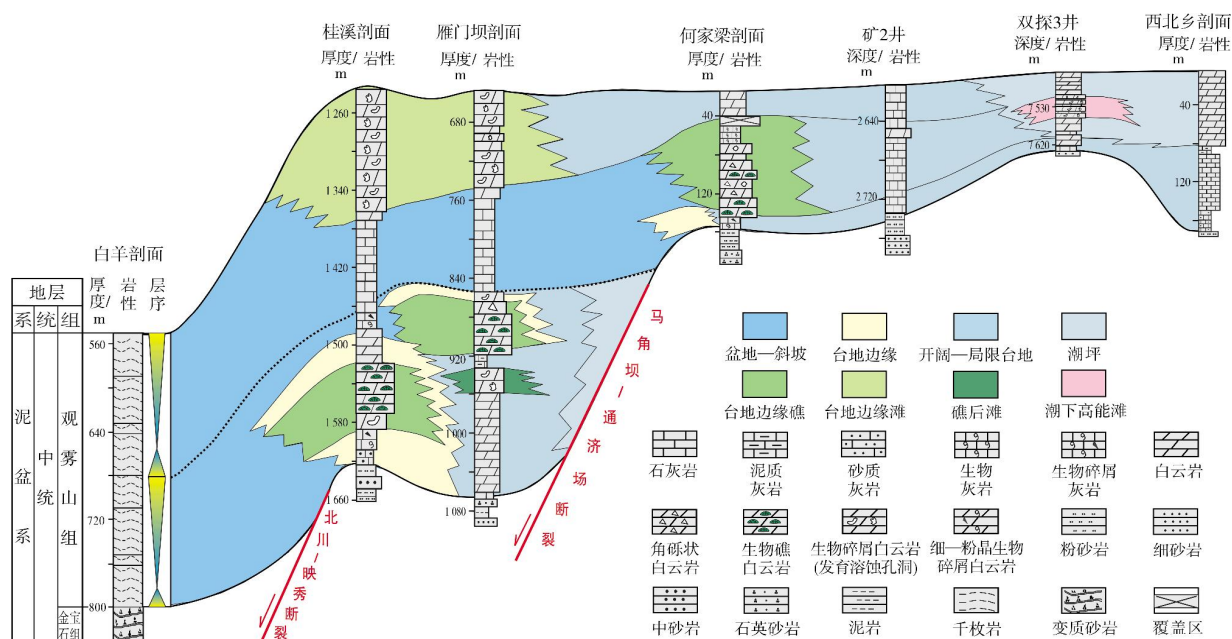 桂溪剖面
厚度/ 岩性
m
1 260
1 340
1 420
1 500
1 580
1 660
雁门坝剖面
厚度/ 岩性
m
680
760
840
920
1 000
1 080
何家梁剖面
厚度/ 岩性
m
40
120
矿2井
深度/ 岩性
m
2 640
2 720
双探3井
深度/ 岩性
m
7 530
7 620
西北乡剖面
厚度/ 岩性
m
40
120
白羊剖面
地层
系
统
组
厚度/m
岩性
层序
泥盆系
中统
观雾山组
金宝石组
560
640
720
800
北川—映秀断裂
马角坝—通济场断裂
盆地—斜坡
台地边缘
开阔—局限台地
潮坪
台地边缘礁
台地边缘滩
礁后滩
潮下高能滩
石灰岩
泥质灰岩
砂质灰岩
生物灰岩
生物碎屑灰岩
白云岩
角砾状白云岩
生物礁白云岩
生物碎屑白云岩(发育溶蚀孔洞)
细—粉晶生物碎屑白云岩
粉砂岩
细砂岩
中砂岩
石英砂岩
泥岩
千枚岩
变质砂岩
覆盖区